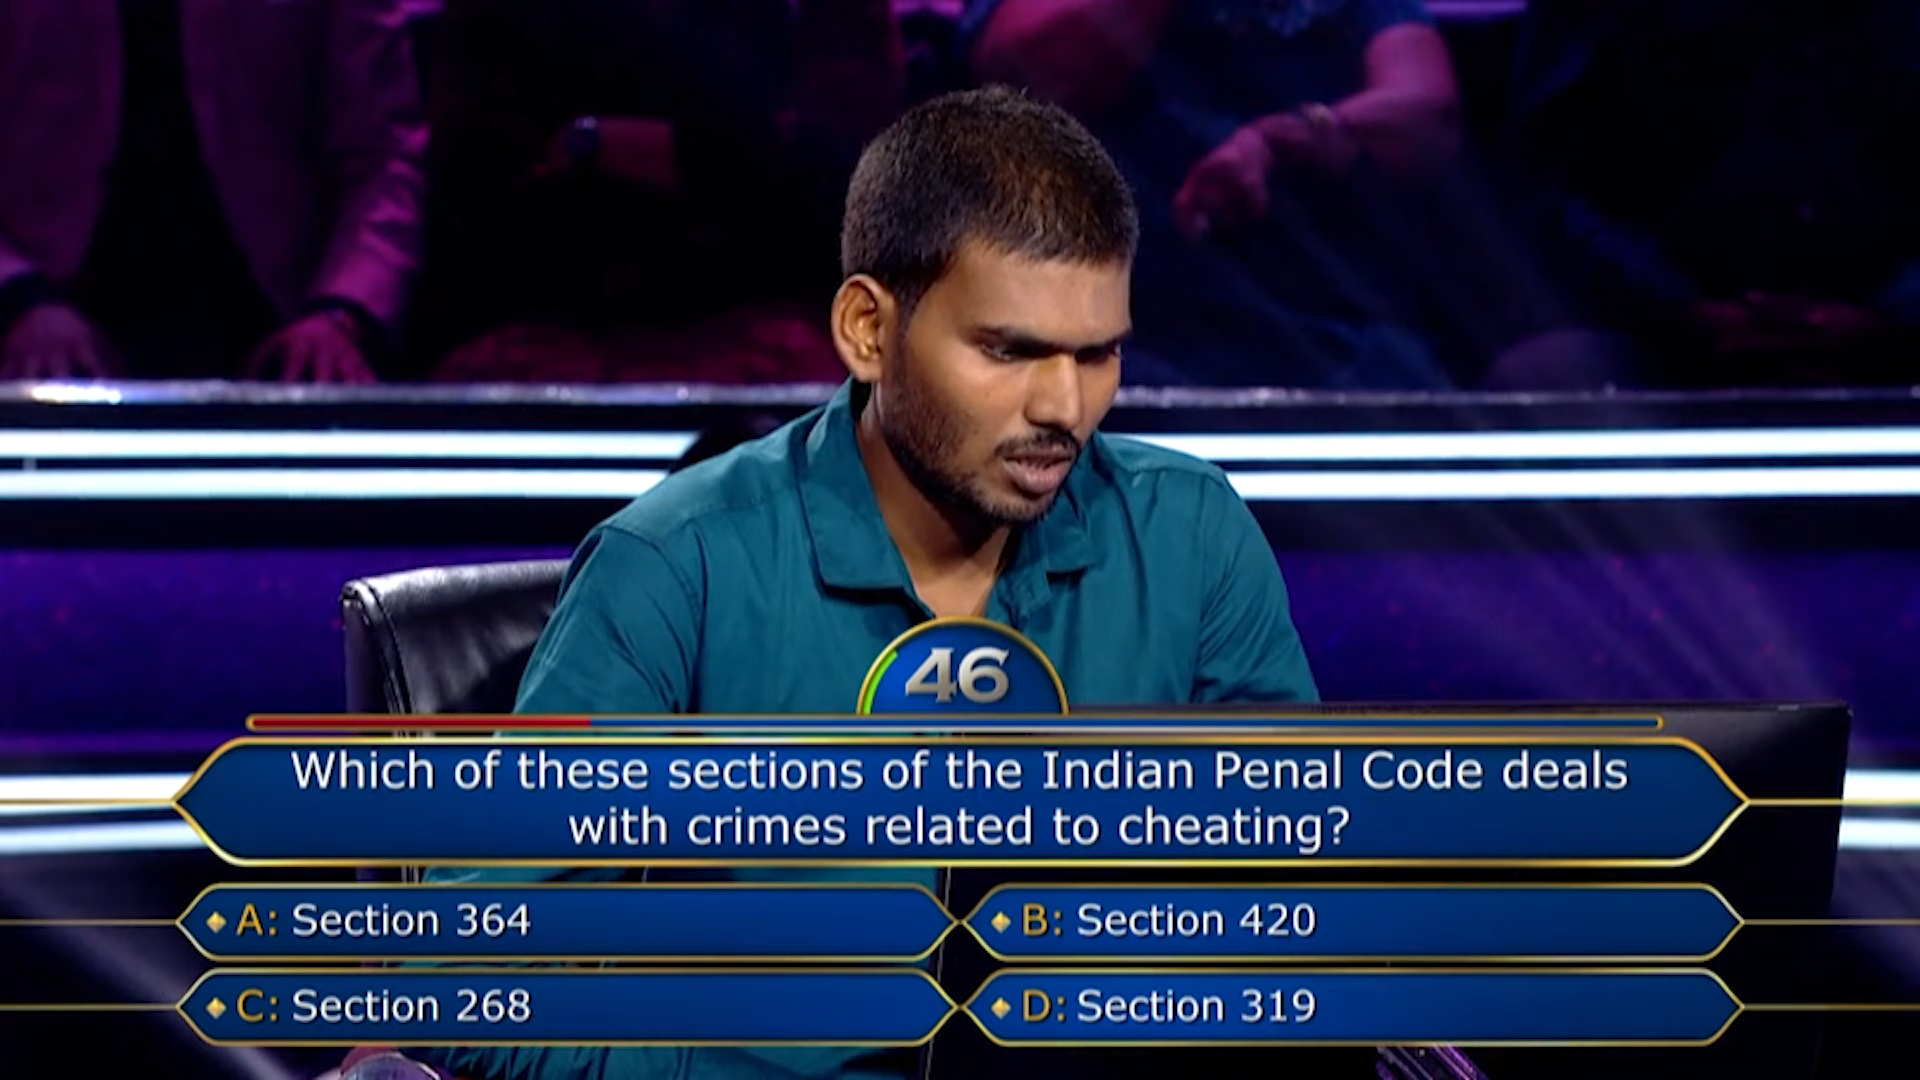 46
Which of these sections of the Indian Penal Code deals
with crimes related to cheating?
A: Section 364
B: Section 420
C: Section 268
D: Section 319